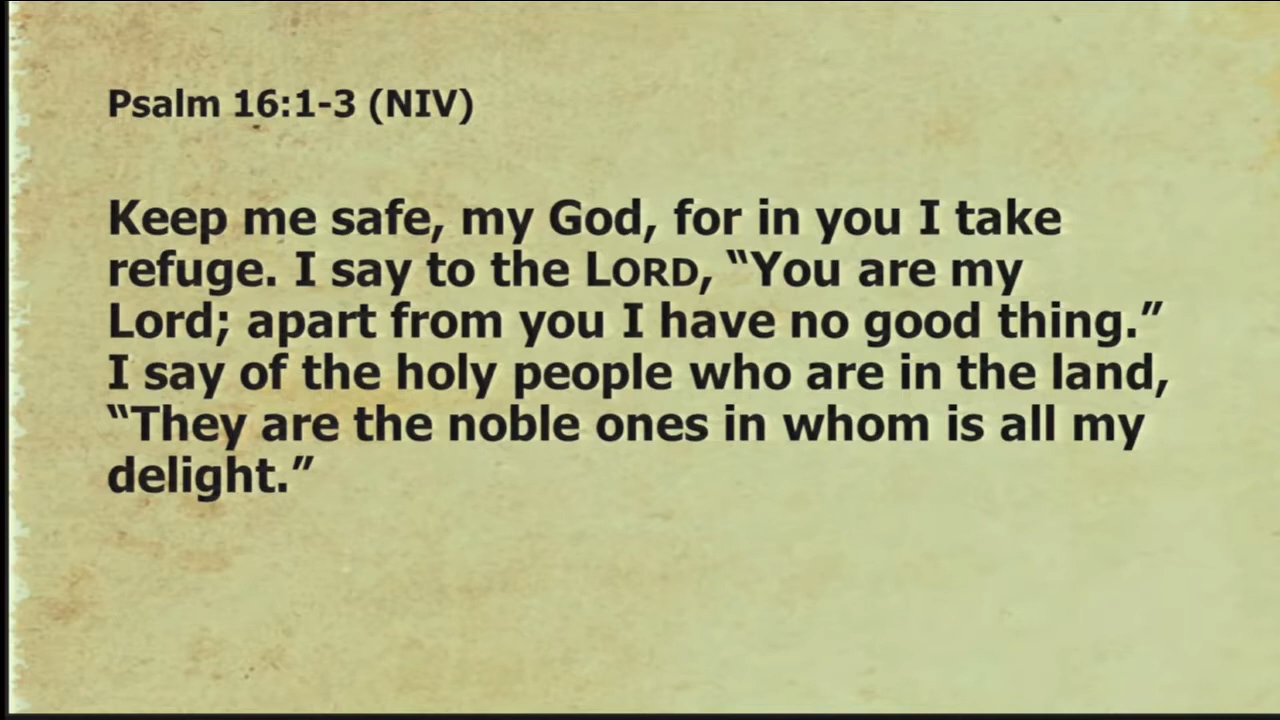 Psalm 16:1-3 (NIV)
Keep me safe, my God, for in you I take
refuge. I say to the LORD, “You are my
Lord; apart from you I have no good thing.”
I say of the holy people who are in the land,
“They are the noble ones in whom is all my
delight.”